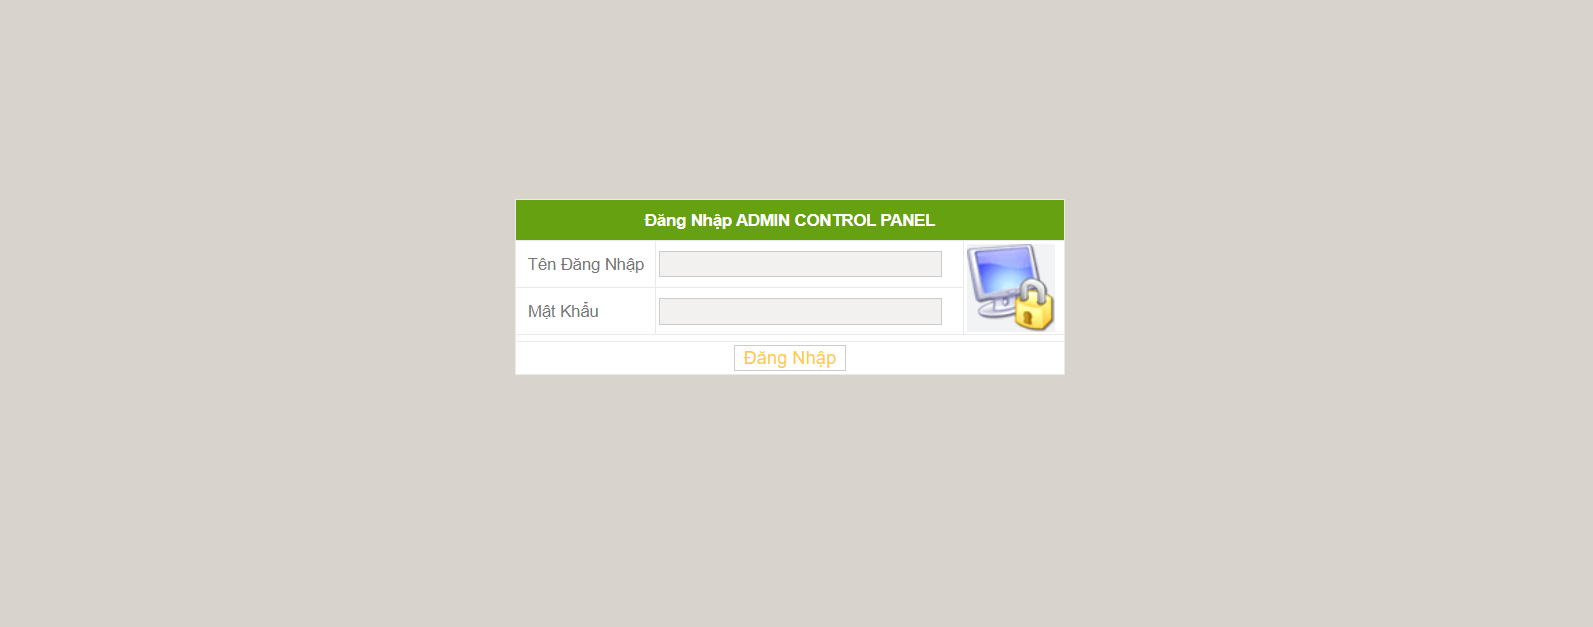 Đăng Nhập ADMIN CONTROL PANEL
Tên Đăng Nhập
Mật Khẩu
Đăng Nhập